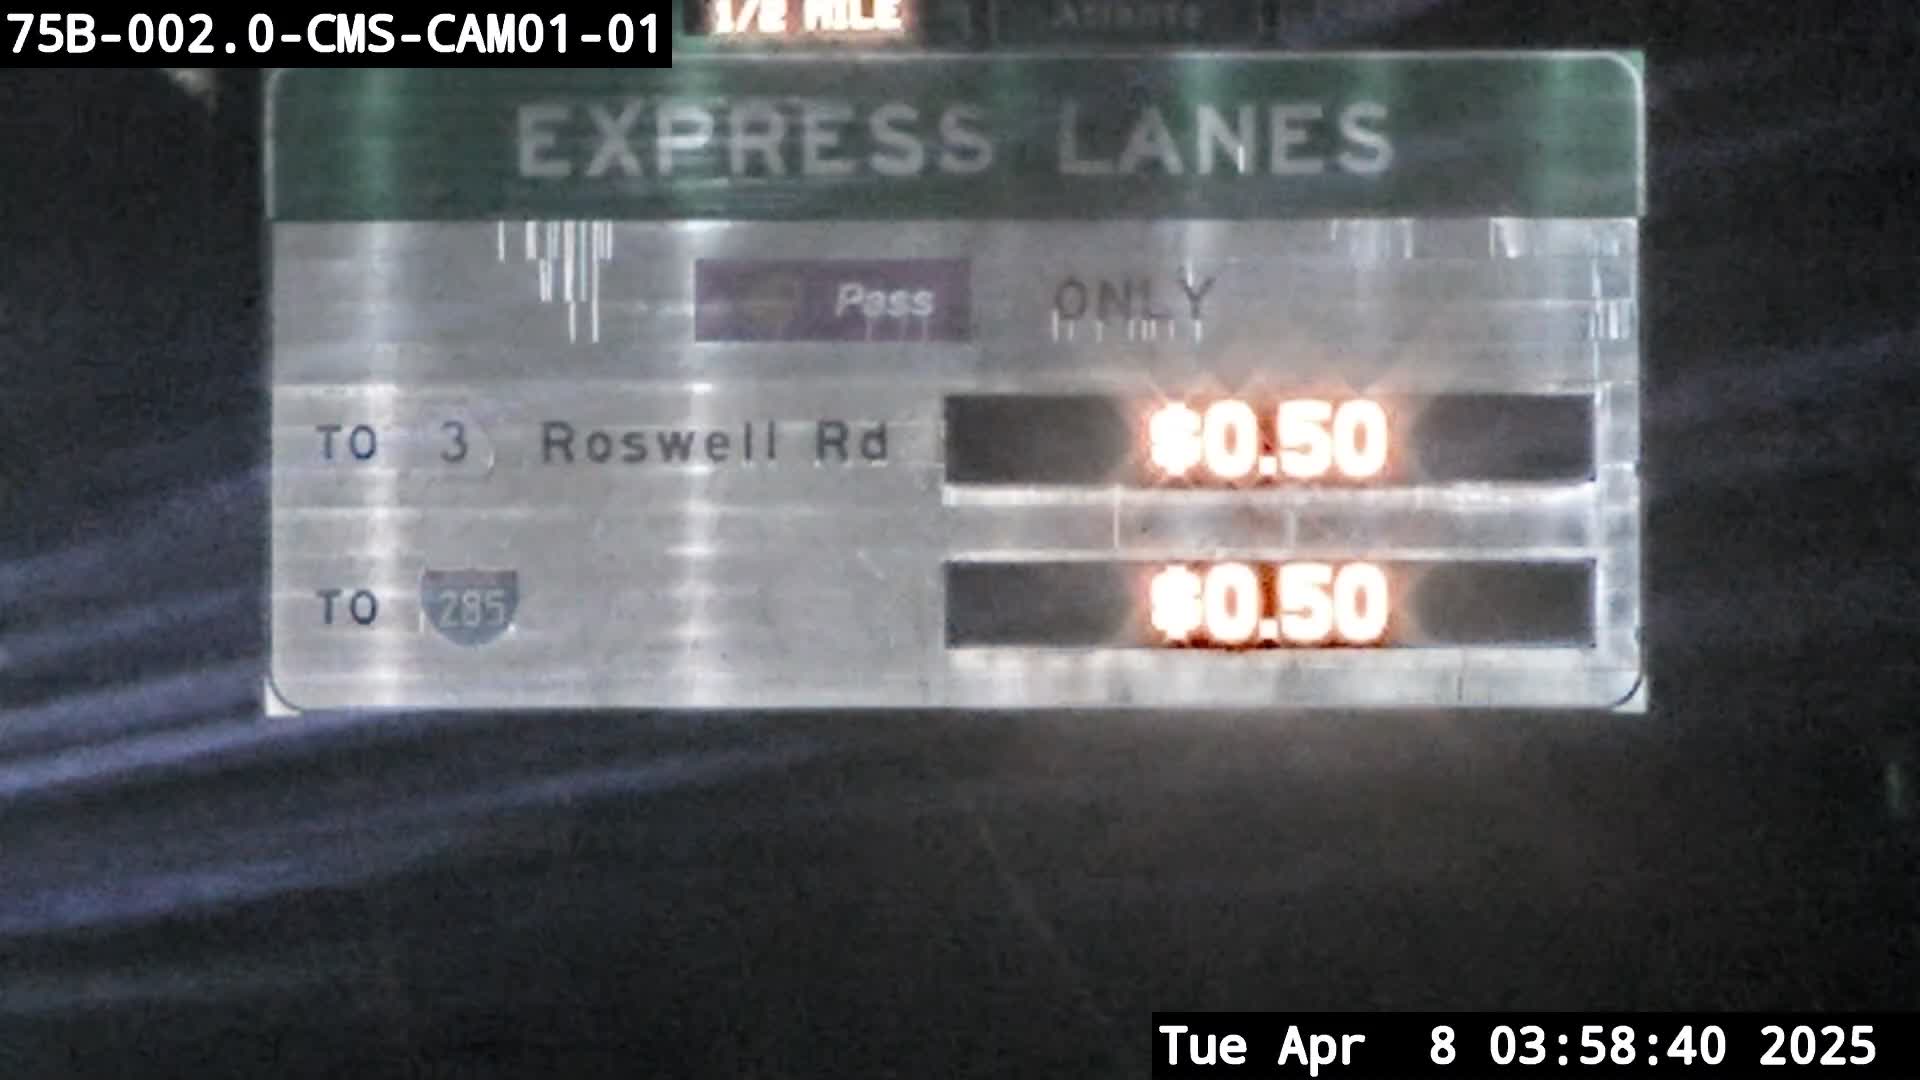 75B-002.0-CMS-CAM01-01
1/2 MILE
Atlanta
EXPRESS LANES
Pass ONLY
TO 3 Roswell Rd $0.50
TO 285 $0.50
Tue Apr 8 03:58:40 2025